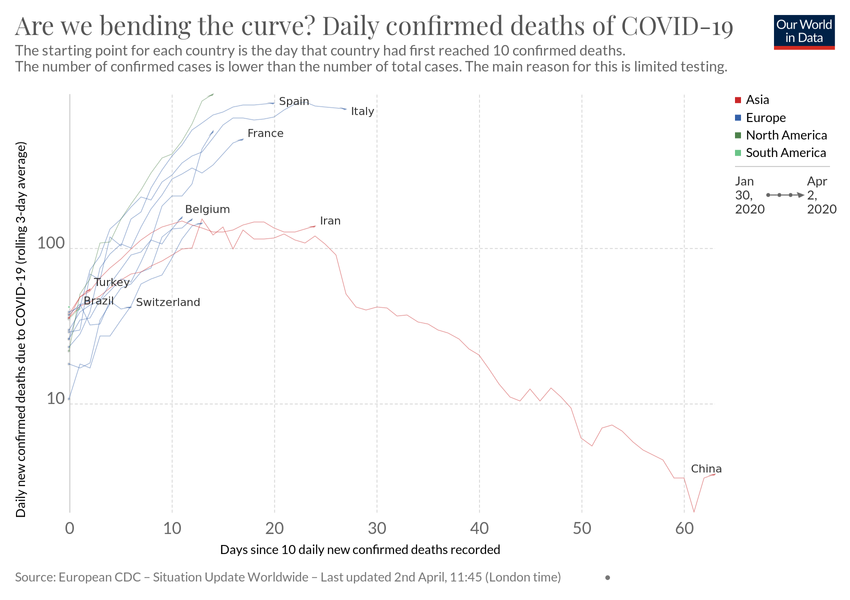 Are we bending the curve? Daily confirmed deaths of COVID-19
Our World
in Data
The starting point for each country is the day that country had first reached 10 confirmed deaths.
The number of confirmed cases is lower than the number of total cases. The main reason for this is limited testing.
Asia
Europe
North America
South America
Jan
30,
2020
Apr
2,
2020
Daily new confirmed deaths due to COVID-19 (rolling 3-day average)
100
10
Spain
Italy
France
Belgium
Iran
Turkey
Brazil
Switzerland
China
0
10
20
30
40
50
60
Days since 10 daily new confirmed deaths recorded
Source: European CDC – Situation Update Worldwide – Last updated 2nd April, 11:45 (London time)